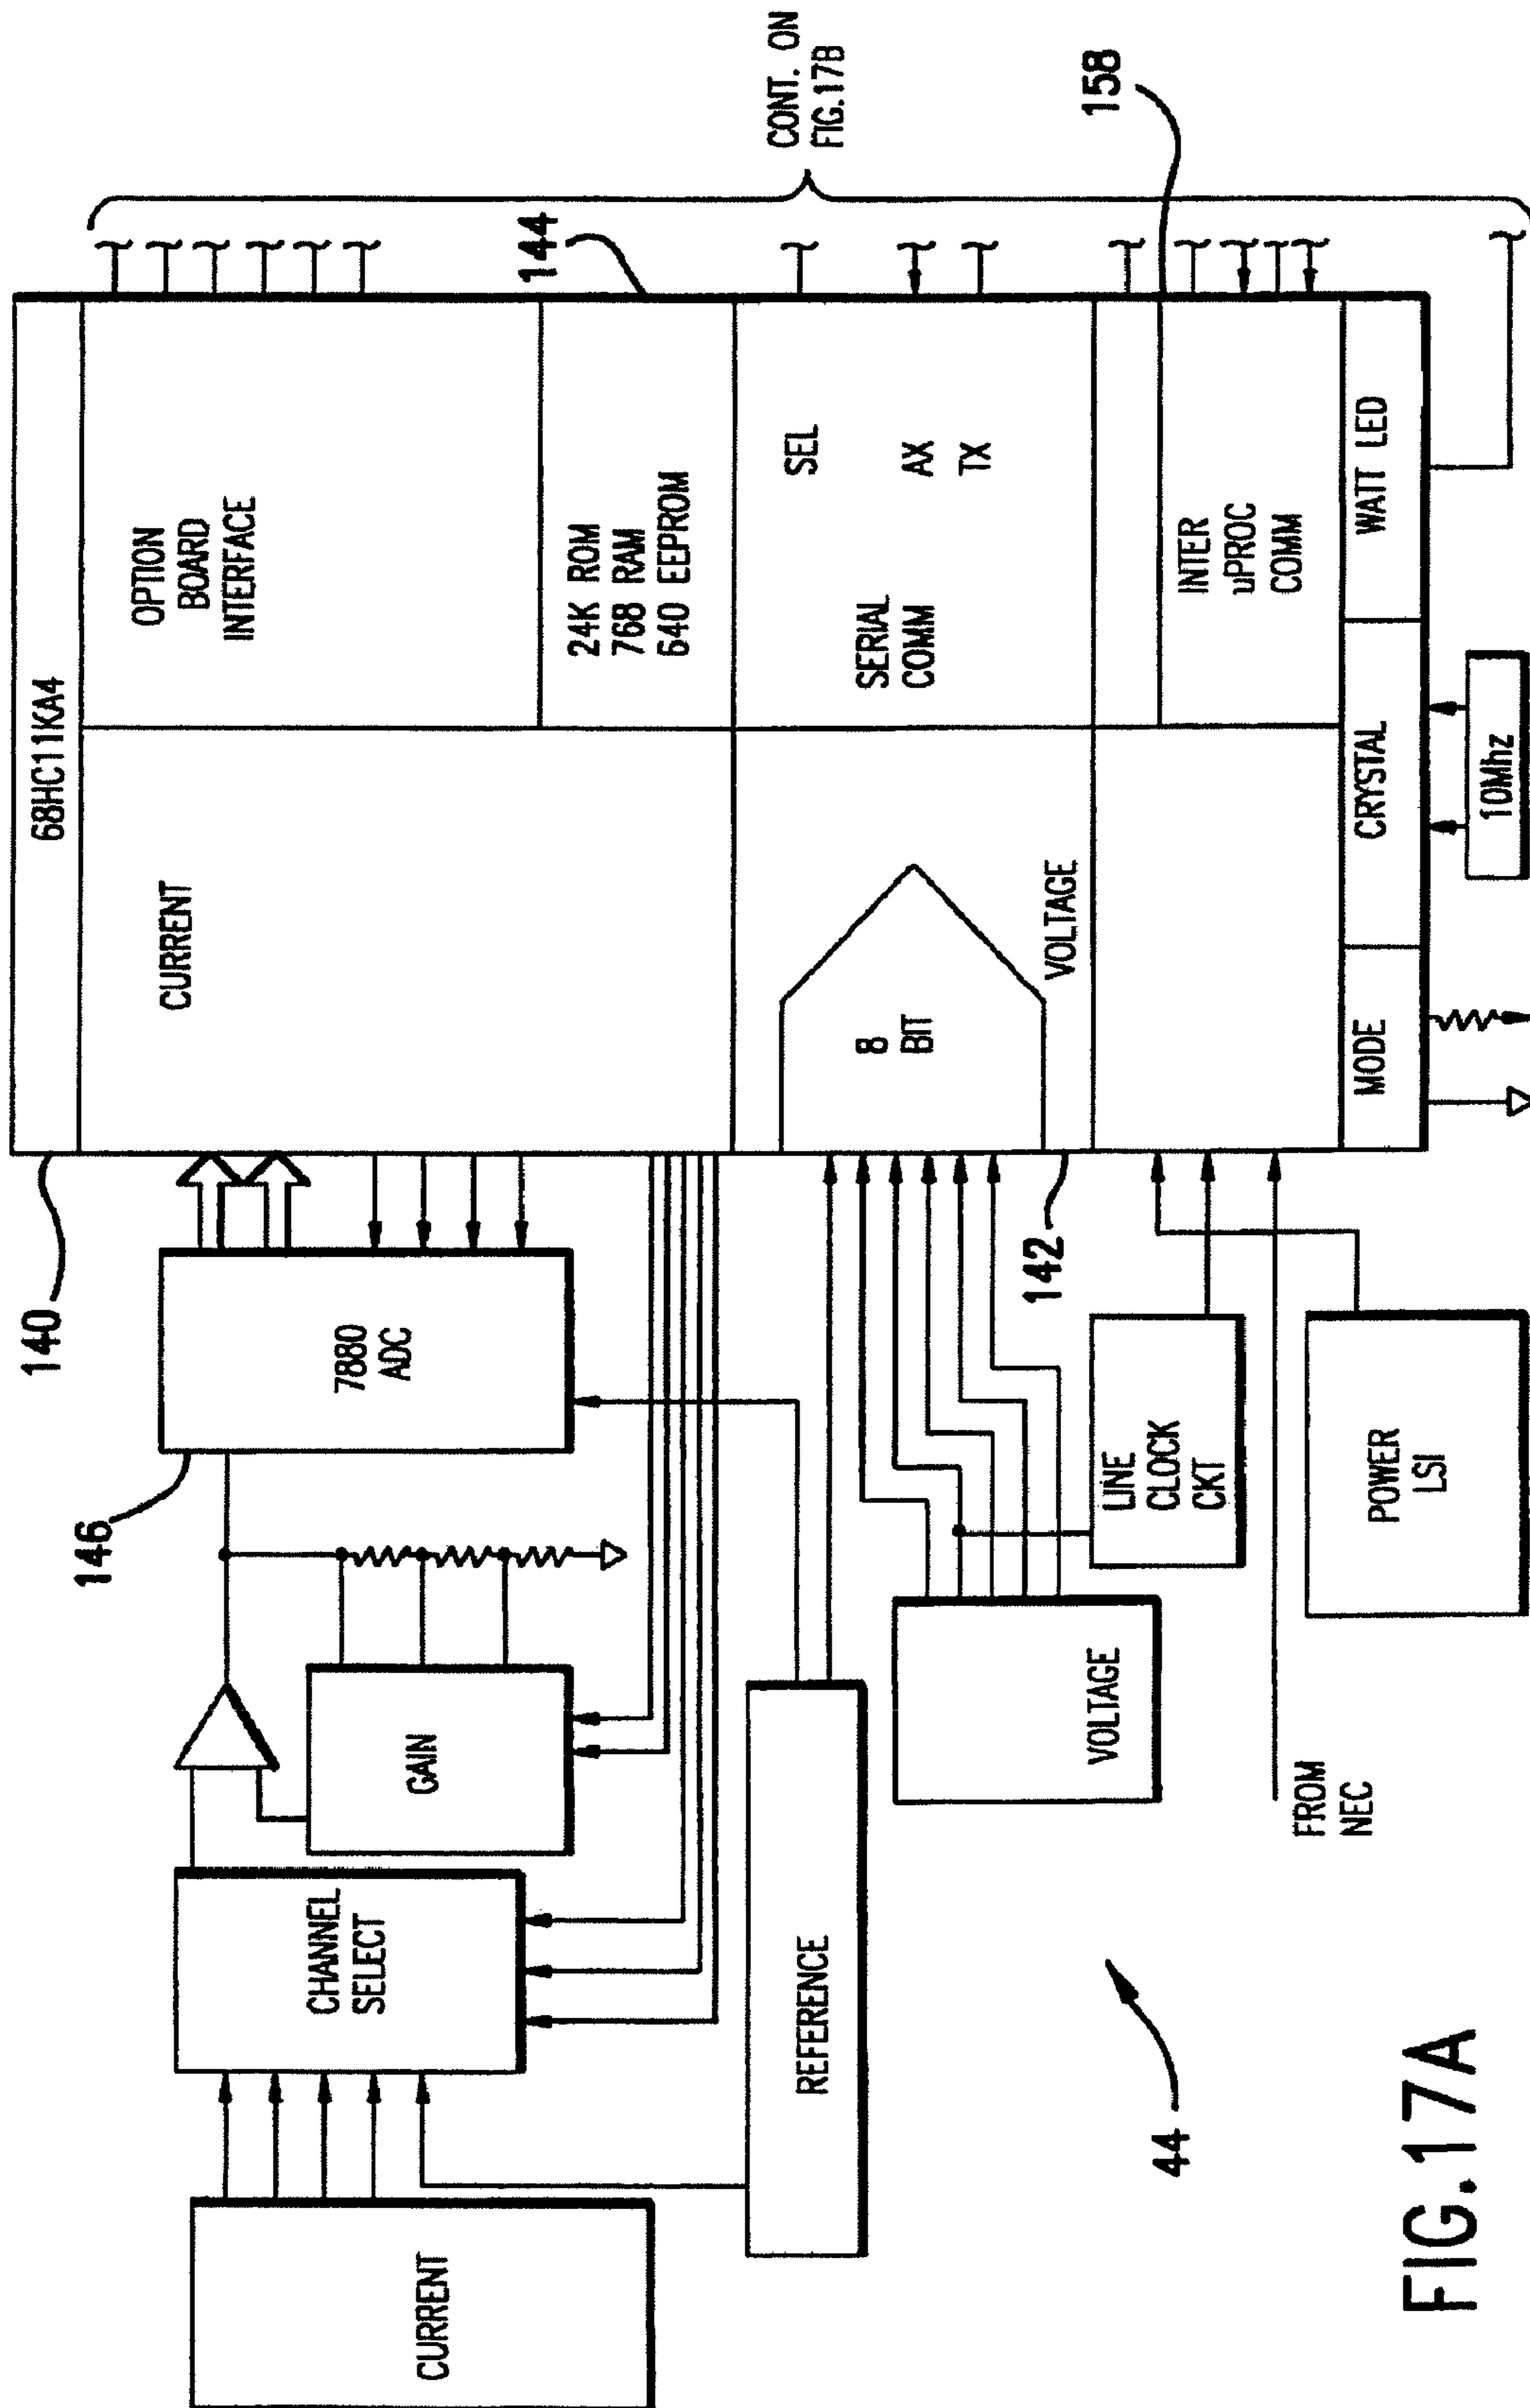 68HC11KA4
140
CURRENT
CHANNEL
SELECT
GAIN
146
7880
ADC
CURRENT
OPTION
BOARD
INTERFACE
24K ROM
768 RAM
640 EEPROM
144
CONT. ON
FIG.17B
REFERENCE
8
BIT
VOLTAGE
SERIAL
COMM
SEL
AX
TX
VOLTAGE
142
LINE
CLOCK
CKT
INTER
uPROC
COMM
158
FROM
NEC
POWER
LSI
MODE
CRYSTAL
WATT LED
10Mhz
44
FIG.17A